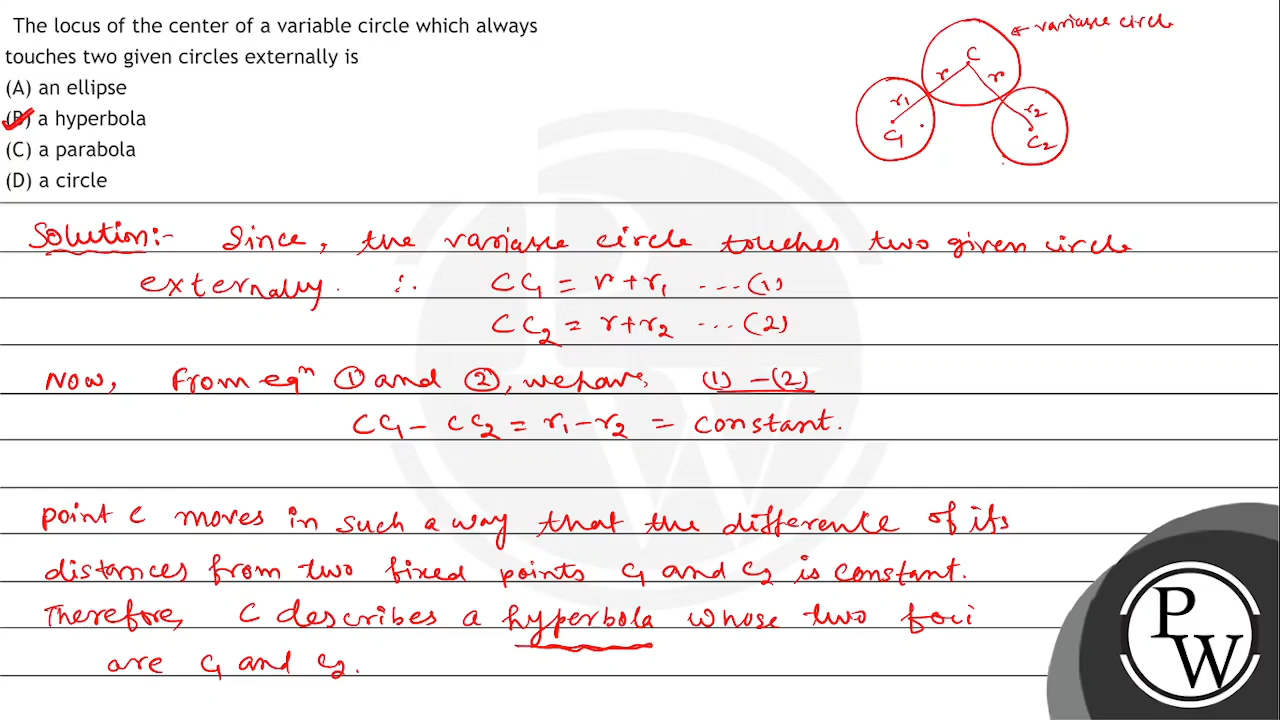 The locus of the center of a variable circle which always
touches two given circles externally is
(A) an ellipse
(B) a hyperbola
(C) a parabola
(D) a circle
variable circle
C
r r
r₁ r₂
C₁ C₂
Solution:- Since, the variable circle touches two given circle
externally. ∴ CC₁ = r+r₁ ...(1)
CC₂ = r+r₂ ...(2)
Now, from eqⁿ ① and ②, we have, (1) - (2)
CC₁ - CC₂ = r₁ - r₂ = constant.
point C moves in such a way that the difference of its
distances from two fixed points C₁ and C₂ is constant.
Therefore, C describes a hyperbola whose two foci
are C₁ and C₂.
P
W